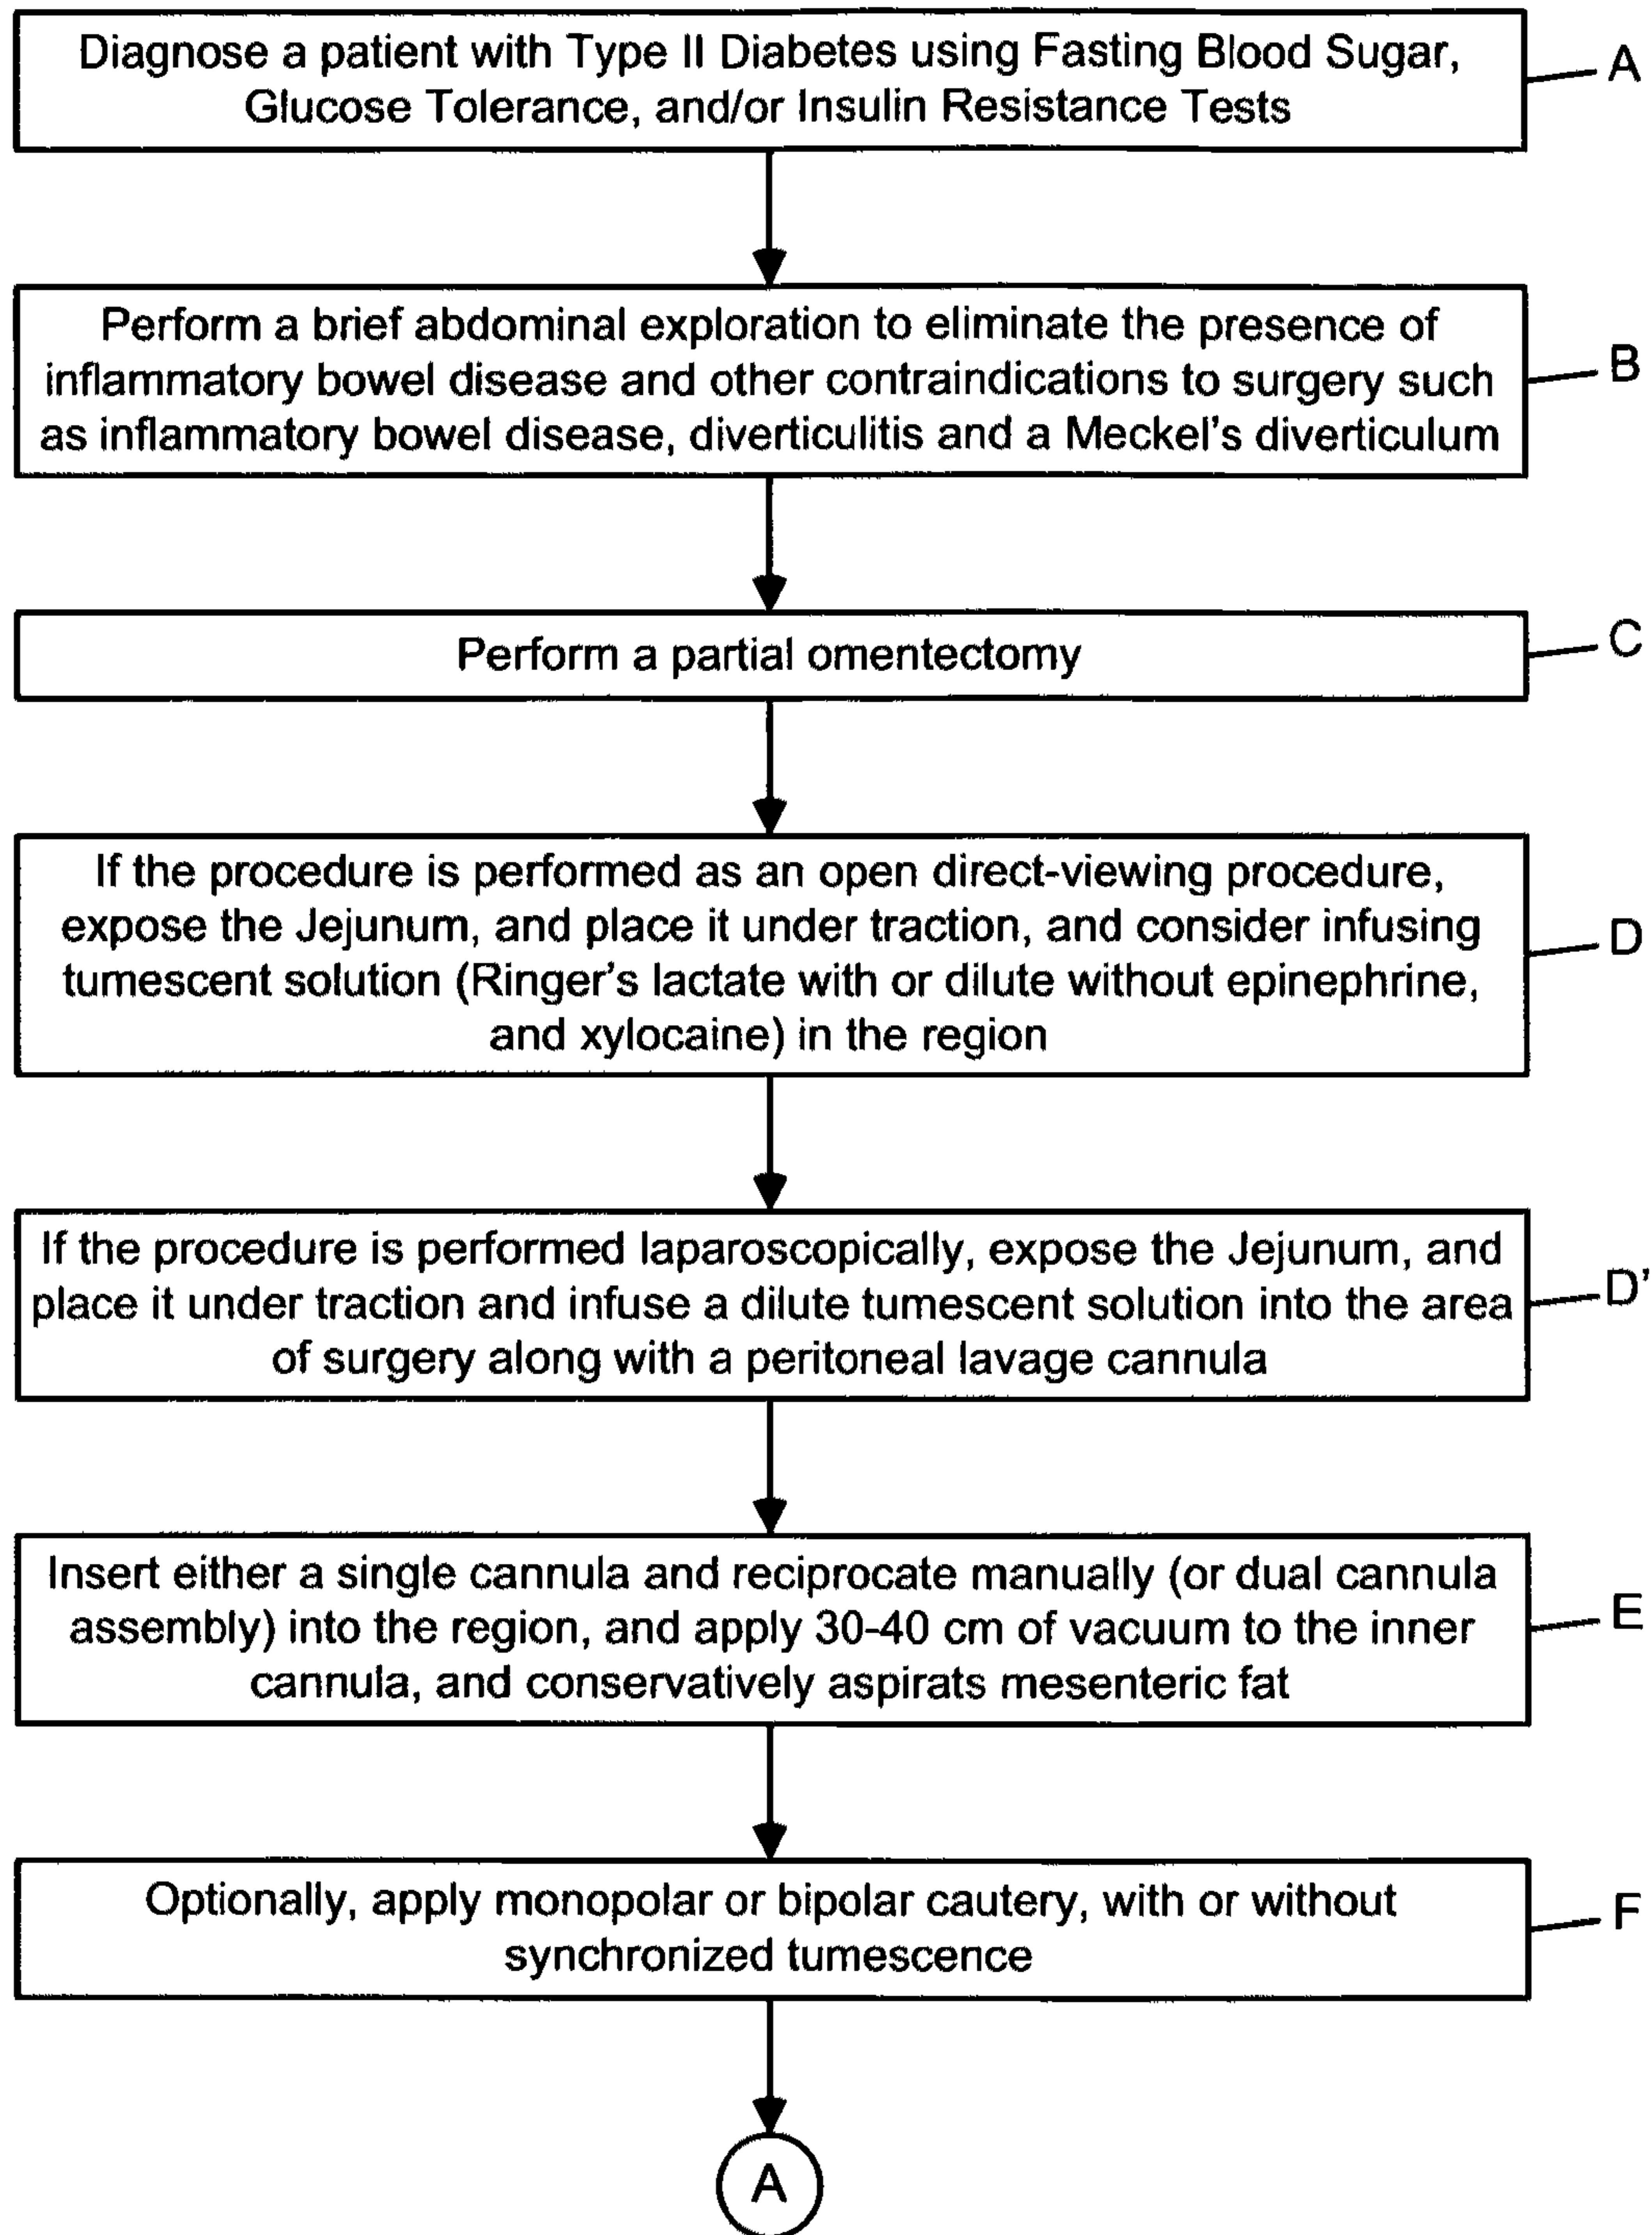 Diagnose a patient with Type II Diabetes using Fasting Blood Sugar,
Glucose Tolerance, and/or Insulin Resistance Tests
A
Perform a brief abdominal exploration to eliminate the presence of
inflammatory bowel disease and other contraindications to surgery such
as inflammatory bowel disease, diverticulitis and a Meckel's diverticulum
B
Perform a partial omentectomy
C
If the procedure is performed as an open direct-viewing procedure,
expose the Jejunum, and place it under traction, and consider infusing
tumescent solution (Ringer's lactate with or dilute without epinephrine,
and xylocaine) in the region
D
If the procedure is performed laparoscopically, expose the Jejunum, and
place it under traction and infuse a dilute tumescent solution into the area
of surgery along with a peritoneal lavage cannula
D'
Insert either a single cannula and reciprocate manually (or dual cannula
assembly) into the region, and apply 30-40 cm of vacuum to the inner
cannula, and conservatively aspirats mesenteric fat
E
Optionally, apply monopolar or bipolar cautery, with or without
synchronized tumescence
F
A